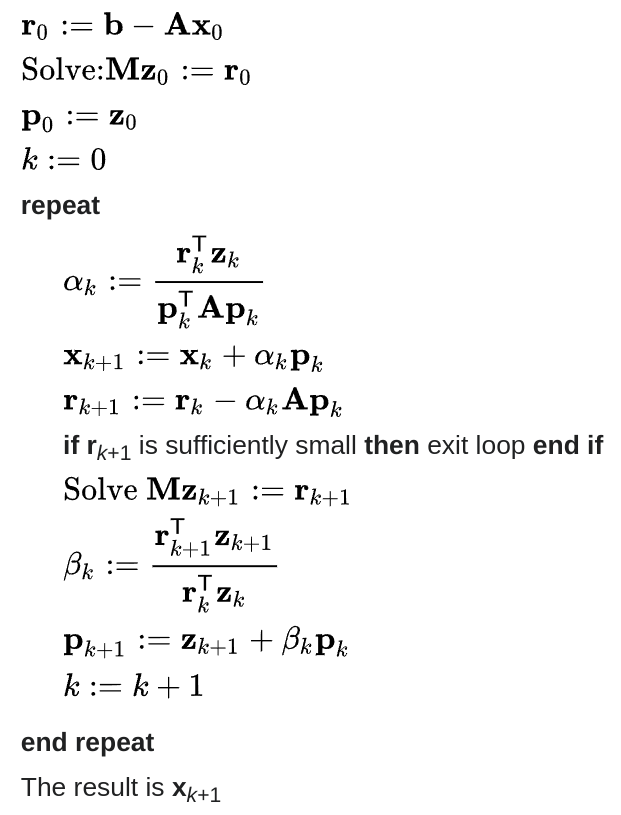 r₀ := b − Ax₀
Solve:Mz₀ := r₀
p₀ := z₀
k := 0
repeat
αₖ := rₖᵀzₖ / pₖᵀApₖ
xₖ₊₁ := xₖ + αₖpₖ
rₖ₊₁ := rₖ − αₖApₖ
if rₖ₊₁ is sufficiently small then exit loop end if
Solve Mzₖ₊₁ := rₖ₊₁
βₖ := rₖ₊₁ᵀzₖ₊₁ / rₖᵀzₖ
pₖ₊₁ := zₖ₊₁ + βₖpₖ
k := k + 1
end repeat
The result is xₖ₊₁